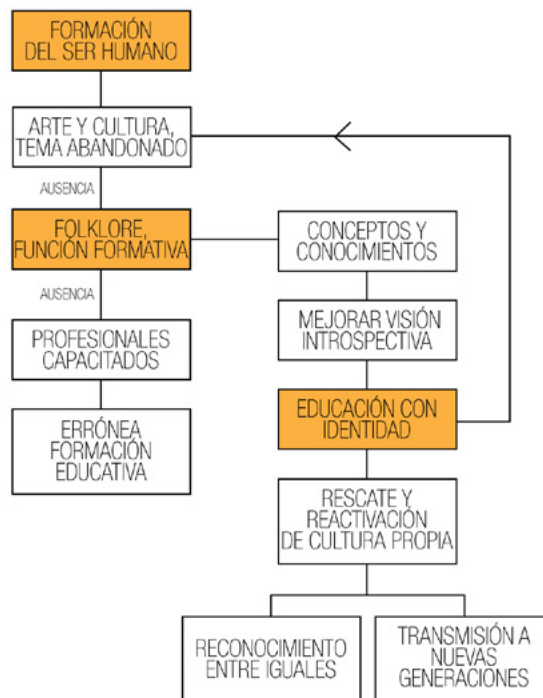 FORMACIÓN
DEL SER HUMANO
ARTE Y CULTURA,
TEMA ABANDONADO
AUSENCIA
FOLKLORE,
FUNCIÓN FORMATIVA
AUSENCIA
PROFESIONALES
CAPACITADOS
ERRÓNEA
FORMACIÓN
EDUCATIVA
CONCEPTOS Y
CONOCIMIENTOS
MEJORAR VISIÓN
INTROSPECTIVA
EDUCACIÓN CON
IDENTIDAD
RESCATE Y
REACTIVACIÓN
DE CULTURA PROPIA
RECONOCIMIENTO
ENTRE IGUALES
TRANSMISIÓN A
NUEVAS
GENERACIONES